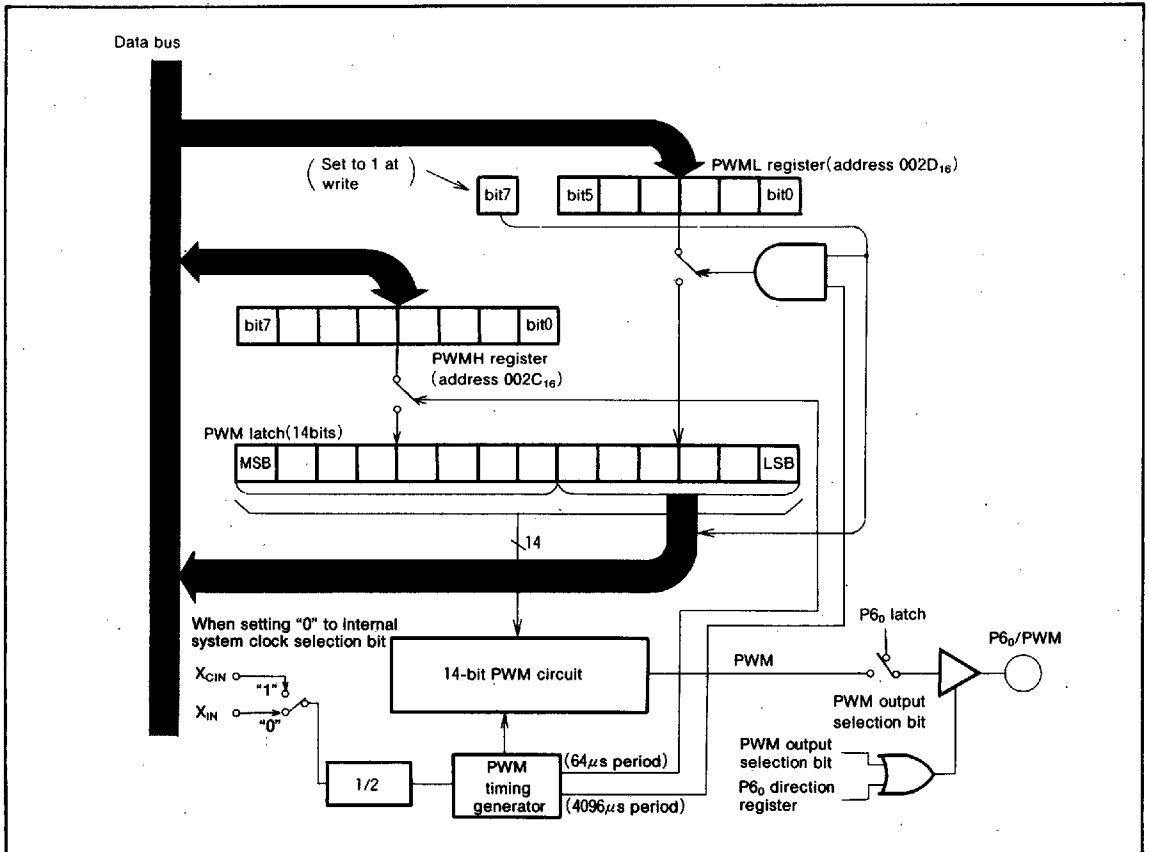 Data bus
( Set to 1 at
write )
PWML register(address 002D₁₆)
bit7
bit5
bit0
bit7
bit0
PWMH register
(address 002C₁₆)
PWM latch(14bits)
MSB
LSB
14
When setting "0" to internal
system clock selection bit
X_CIN
"1"
X_IN
"0"
14-bit PWM circuit
PWM
P6₀ latch
P6₀/PWM
PWM output
selection bit
1/2
PWM
timing
generator
(64μs period)
(4096μs period)
PWM output
selection bit
P6₀ direction
register